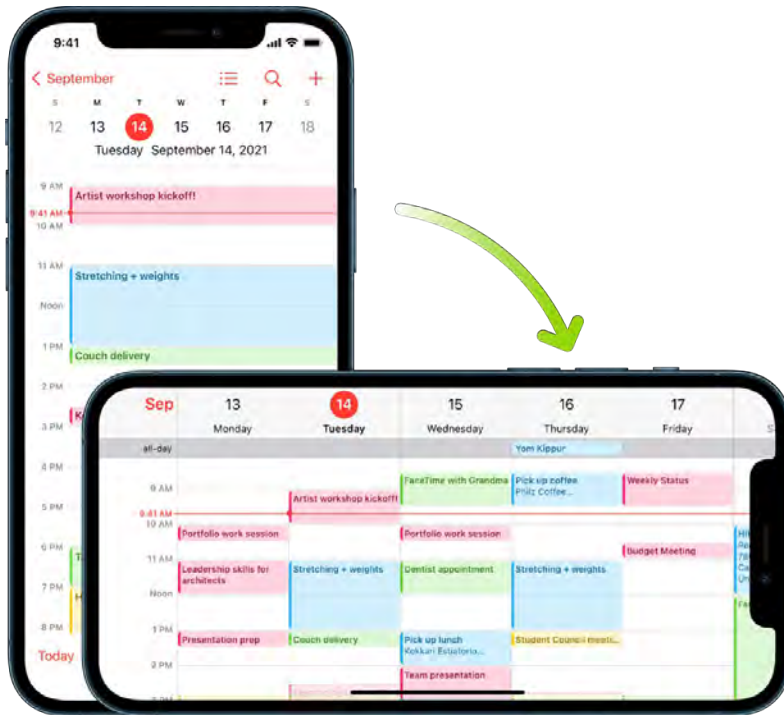 9:41
September
S M T W T F S
12 13 14 15 16 17 18
Tuesday September 14, 2021
9 AM
Artist workshop kickoff!
9:41 AM
10 AM
11 AM
Stretching + weights
Noon
1 PM
Couch delivery
2 PM
3 PM
4 PM
5 PM
6 PM
7 PM
8 PM
Today
Sep 13 14 15 16 17
Monday Tuesday Wednesday Thursday Friday
all-day Yom Kippur
FaceTime with Grandma Pick up coffee Weekly Status
Philz Coffee...
9 AM
Artist workshop kickoff!
9:41 AM
10 AM
Portfolio work session Portfolio work session
Budget Meeting
11 AM
Leadership skills for Stretching + weights Dentist appointment Stretching + weights
architects
Noon
1 PM
Presentation prep Couch delivery Pick up lunch Student Council meeti...
Kokkari Estiatorio...
2 PM
Team presentation